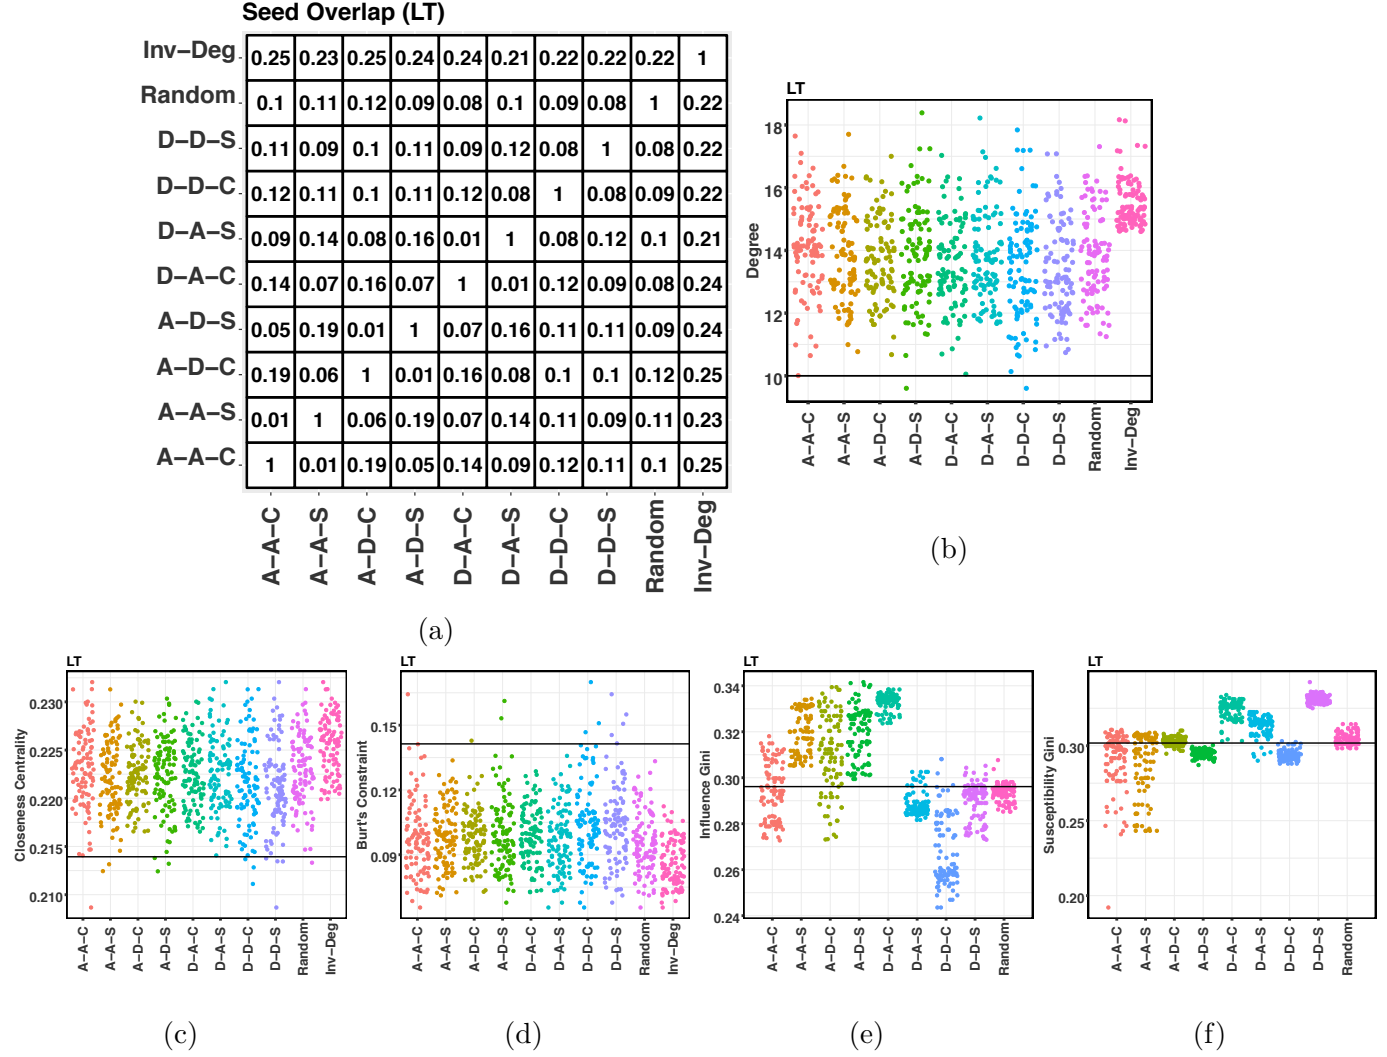 Seed Overlap (LT)
Inv−Deg 0.25 0.23 0.25 0.24 0.24 0.21 0.22 0.22 0.22 1
Random 0.1 0.11 0.12 0.09 0.08 0.1 0.09 0.08 1 0.22
D−D−S 0.11 0.09 0.1 0.11 0.09 0.12 0.08 1 0.08 0.22
D−D−C 0.12 0.11 0.1 0.11 0.12 0.08 1 0.08 0.09 0.22
D−A−S 0.09 0.14 0.08 0.16 0.01 1 0.08 0.12 0.1 0.21
D−A−C 0.14 0.07 0.16 0.07 1 0.01 0.12 0.09 0.08 0.24
A−D−S 0.05 0.19 0.01 1 0.07 0.16 0.11 0.11 0.09 0.24
A−D−C 0.19 0.06 1 0.01 0.16 0.08 0.1 0.1 0.12 0.25
A−A−S 0.01 1 0.06 0.19 0.07 0.14 0.11 0.09 0.11 0.23
A−A−C 1 0.01 0.19 0.05 0.14 0.09 0.12 0.11 0.1 0.25
A−A−C A−A−S A−D−C A−D−S D−A−C D−A−S D−D−C D−D−S Random Inv−Deg
(a)
LT
Degree
18
16
14
12
10
A−A−C A−A−S A−D−C A−D−S D−A−C D−A−S D−D−C D−D−S Random Inv−Deg
(b)
LT
Closeness Centrality
0.230
0.225
0.220
0.215
0.210
A−A−C A−A−S A−D−C A−D−S D−A−C D−A−S D−D−C D−D−S Random Inv−Deg
(c)
LT
Burt's Constraint
0.15
0.12
0.09
A−A−C A−A−S A−D−C A−D−S D−A−C D−A−S D−D−C D−D−S Random Inv−Deg
(d)
LT
Influence Gini
0.34
0.32
0.30
0.28
0.26
0.24
A−A−C A−A−S A−D−C A−D−S D−A−C D−A−S D−D−C D−D−S Random
(e)
LT
Susceptibility Gini
0.30
0.25
0.20
A−A−C A−A−S A−D−C A−D−S D−A−C D−A−S D−D−C D−D−S Random
(f)